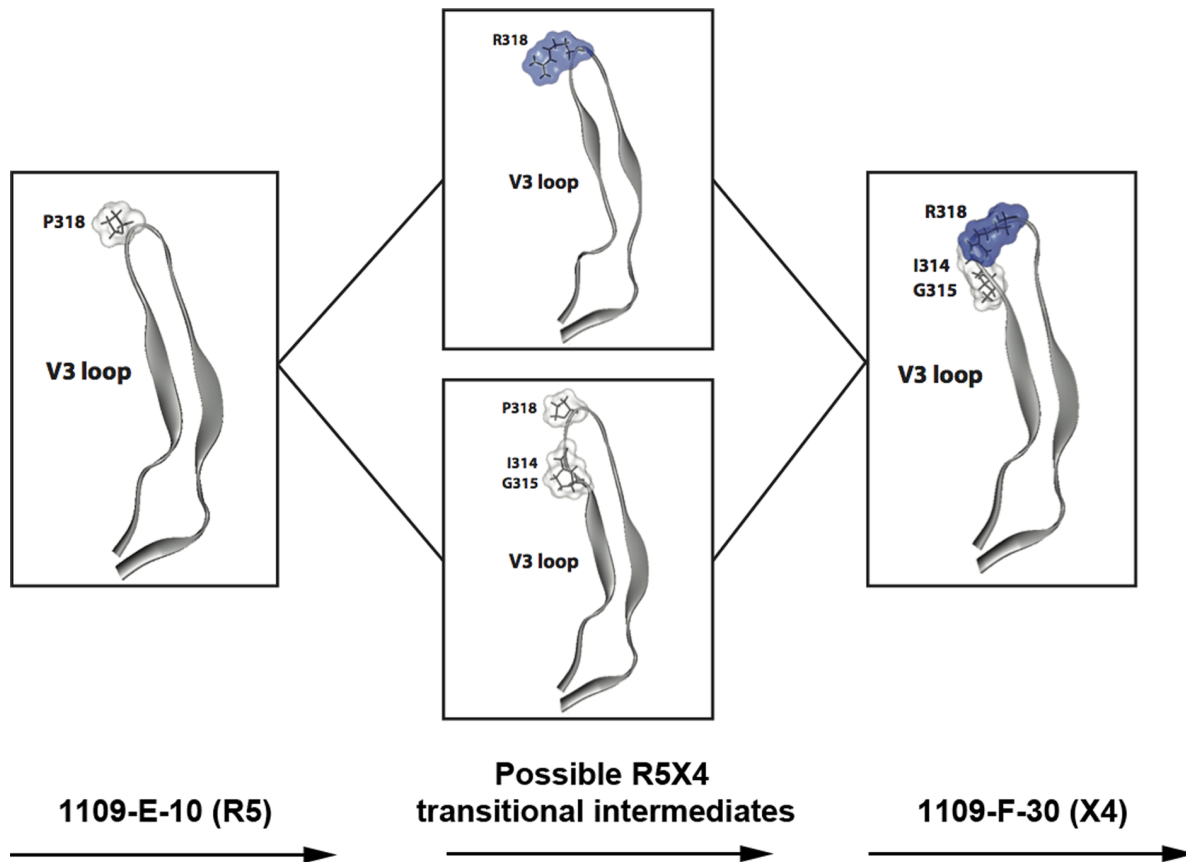 P318
V3 loop
R318
V3 loop
P318
I314
G315
V3 loop
R318
I314
G315
V3 loop
1109-E-10 (R5)
Possible R5X4
transitional intermediates
1109-F-30 (X4)